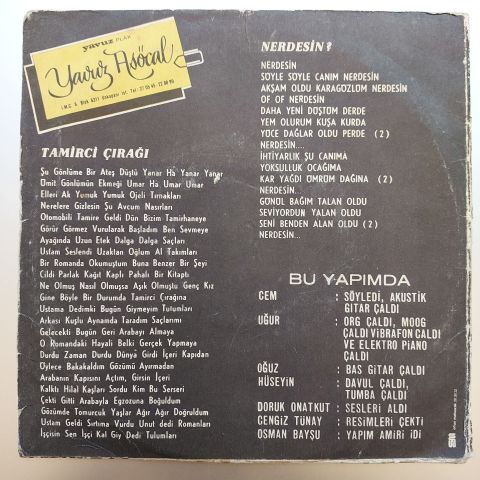 yavuz PLAK
Yavuz Asöcal
İ.M.Ç. 6. Blok 6311 Unkapanı ist. Tel:
TAMİRCİ ÇIRAĞI
Şu Gönlüme Bir Ateş Düştü Yanar Ha Yanar Yanar
Ümit Gönlümün Ekmeği Umar Ha Umar Umar
Elleri Ak Yumuk Yumuk Ojeli Tırnakları
Nerelere Gizlesin Şu Avcum Nasırları
Otomobili Tamire Geldi Dün Bizim Tamirhaneye
Görür Görmez Vurularak Başladım Ben Sevmeye
Ayağında Uzun Etek Dalga Dalga Saçları
Ustam Seslendi Uzaktan Oğlum Al Takımları
Bir Romanda Okumuştum Buna Benzer Bir Şeyi
Cildi Parlak Kağıt Kaplı Pahalı Bir Kitaptı
Ne Olmuş Nasıl Olmuşsa Aşık Olmuştu Genç Kız
Gine Böyle Bir Durumda Tamirci Çırağına
Ustama Dedimki Bugün Giymeyim Tulumları
Arkası Kuşlu Aynamda Taradım Saçlarımı
Gelecekti Bugün Geri Arabayı Almaya
O Romandaki Hayali Belki Gerçek Yapmaya
Durdu Zaman Durdu Dünya Girdi İçeri Kapıdan
Öylece Bakakaldım Gözümü Ayırmadan
Arabanın Kapısını Açtım, Girsin İçeri
Kalktı Hilal Kaşları Sordu Kim Bu Serseri
Çekti Gitti Arabayla Egzozuna Boğuldum
Gözümde Tomurcuk Yaşlar Ağır Ağır Doğruldum
Ustam Geldi Sırtıma Vurdu Unut dedi Romanları
İşçisin Sen İşçi Kal Giy Dedi Tulumları
NERDESİN?
NERDESİN
SÖYLE SÖYLE CANIM NERDESİN
AKŞAM OLDU KARAGÖZLÜM NERDESİN
OF OF NERDESİN
DAHA YENİ DÜŞTÜM DERDE
YEM OLURUM KUŞA KURDA
YÜCE DAĞLAR OLDU PERDE (2)
NERDESİN....
İHTİYARLIK ŞU CANIMA
YOKSULLUK OCAĞIMA
KAR YAĞDI ÖMRÜM DAĞINA (2)
NERDESİN...
GÖNÜL BAĞIM TALAN OLDU
SEVİYORDUN YALAN OLDU
SENİ BENDEN ALAN OLDU (2)
NERDESİN...
BU YAPIMDA
CEM : SÖYLEDİ, AKUSTİK GİTAR ÇALDI
UĞUR : ORG ÇALDI, MOOG ÇALDI VİBRAFON ÇALDI VE ELEKTRO PİANO ÇALDI
OĞUZ : BAS GİTAR ÇALDI
HÜSEYİN : DAVUL ÇALDI, TUMBA ÇALDI
DORUK ONATKUT : SESLERİ ALDI
CENGİZ TÜNAY : RESİMLERİ ÇEKTİ
OSMAN BAYŞU : YAPIM AMİRİ İDİ